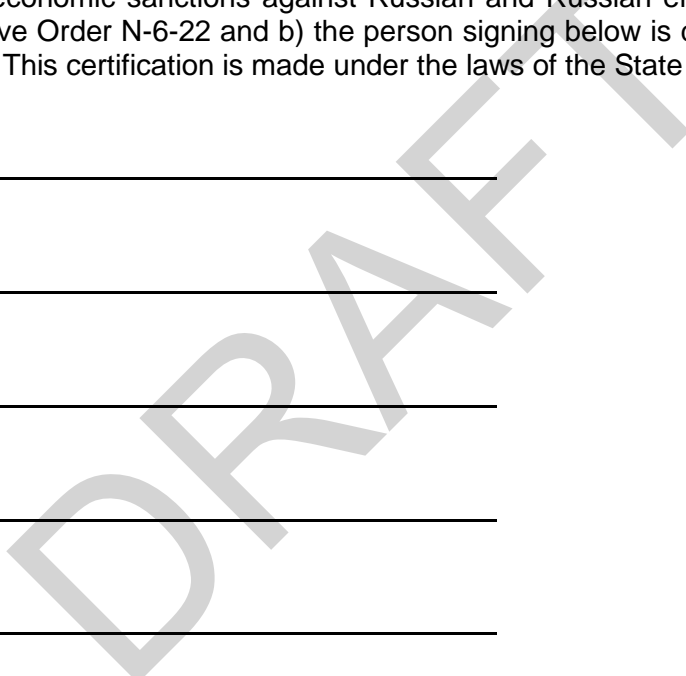 economic sanctions against Russian and Russian
Order N-6-22 and b) the person signing below is
This certification is made under the laws of the State
DRAFT